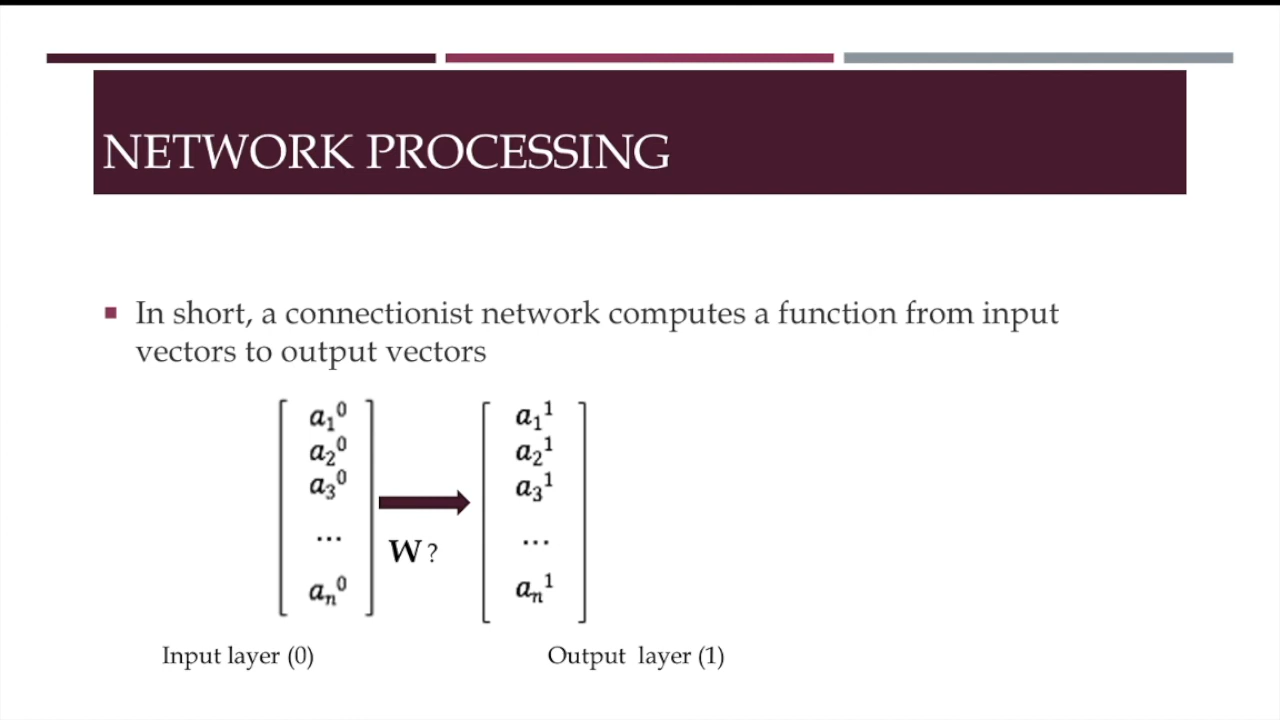 NETWORK PROCESSING
In short, a connectionist network computes a function from input
vectors to output vectors
a₁⁰ a₁¹
a₂⁰ a₂¹
a₃⁰ a₃¹
... ...
W ?
aₙ⁰ aₙ¹
Input layer (0) Output layer (1)